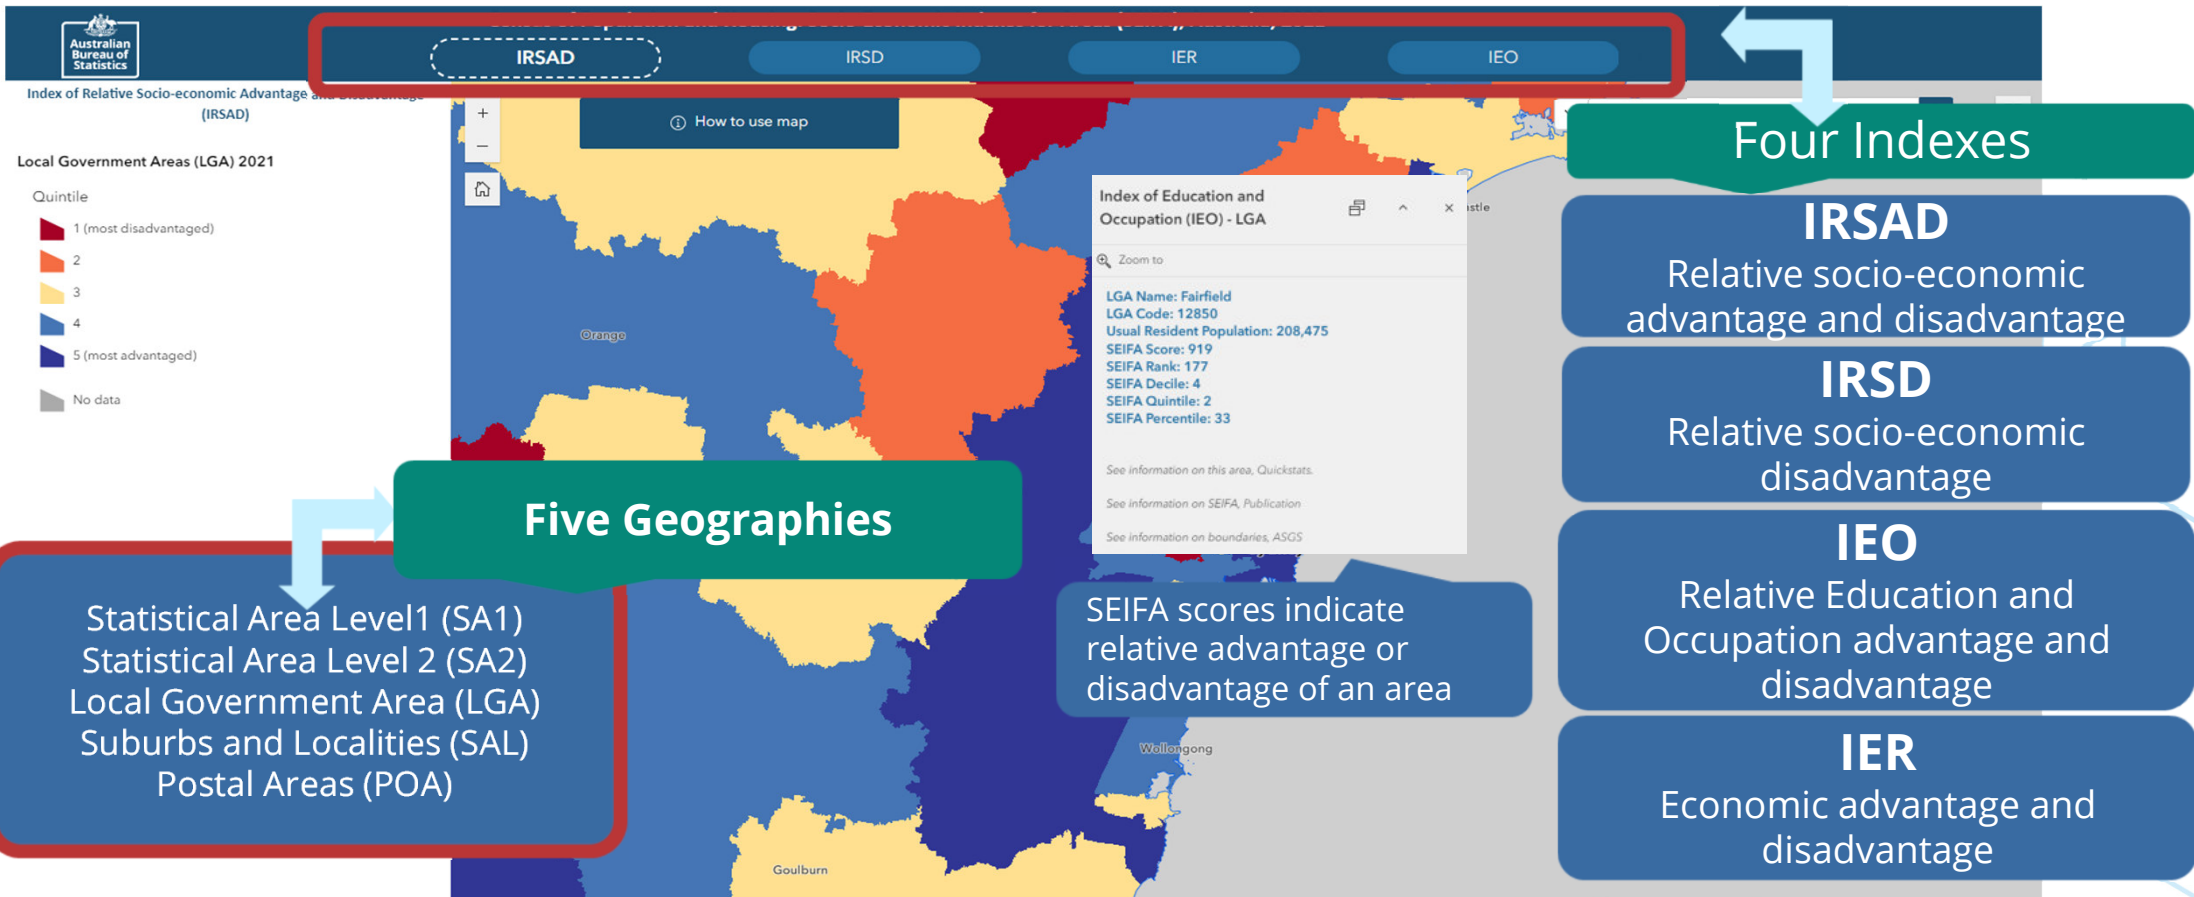 Australian
Bureau of
Statistics
IRSAD
IRSD
IER
IEO
Index of Relative Socio-economic Advantage
(IRSAD)
Local Government Areas (LGA) 2021
Quintile
1 (most disadvantaged)
2
3
4
5 (most advantaged)
No data
+
−
How to use map
Orange
Goulburn
Wollongong
Index of Education and
Occupation (IEO) - LGA
Zoom to
LGA Name: Fairfield
LGA Code: 12850
Usual Resident Population: 208,475
SEIFA Score: 919
SEIFA Rank: 177
SEIFA Decile: 4
SEIFA Quintile: 2
SEIFA Percentile: 33
See information on this area, Quickstats.
See information on SEIFA, Publication
See information on boundaries, ASGS
SEIFA scores indicate
relative advantage or
disadvantage of an area
Five Geographies
Statistical Area Level1 (SA1)
Statistical Area Level 2 (SA2)
Local Government Area (LGA)
Suburbs and Localities (SAL)
Postal Areas (POA)
Four Indexes
IRSAD
Relative socio-economic
advantage and disadvantage
IRSD
Relative socio-economic
disadvantage
IEO
Relative Education and
Occupation advantage and
disadvantage
IER
Economic advantage and
disadvantage